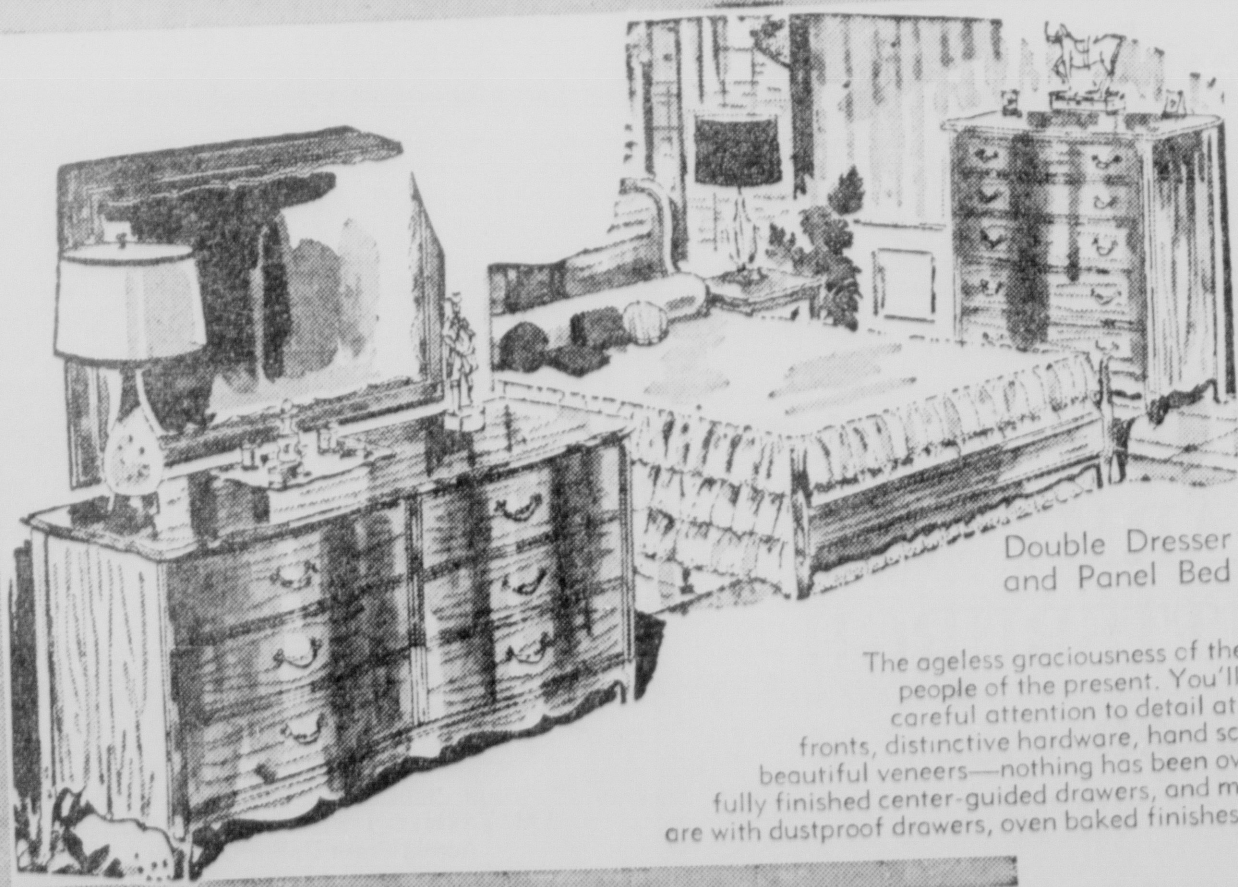 Double Dresser
and Panel Bed
The ageless graciousness of the
people of the present. You'll
careful attention to detail at
fronts, distinctive hardware, hand
beautiful veneers—nothing has been
fully finished center-guided drawers, and
are with dustproof drawers, oven baked finishes